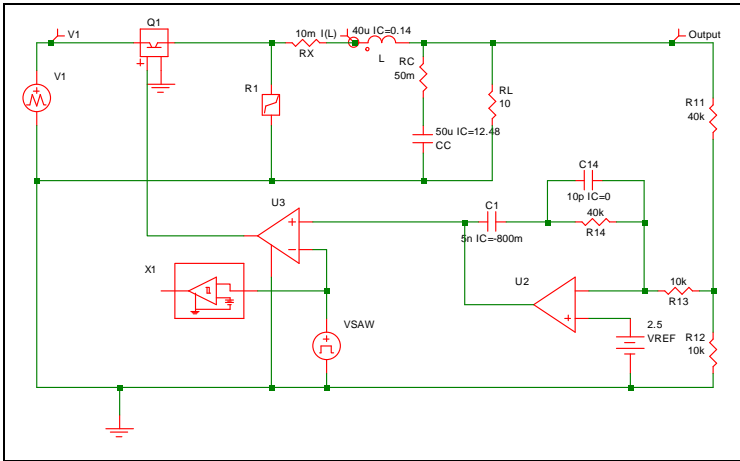 V1
Q1
10m I(L)
40u IC=0.14
Output
RX
L
V1
R1
RC
50m
RL
10
R11
40k
50u IC=12.48
CC
C14
10p IC=0
U3
C1
40k
5n IC=-800m
R14
X1
U2
10k
R13
VSAW
2.5
VREF
R12
10k